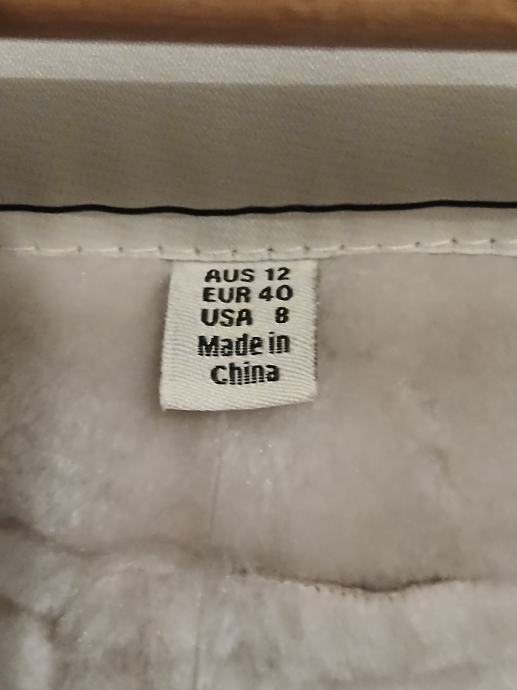 AUS 12
EUR 40
USA 8
Made in
China